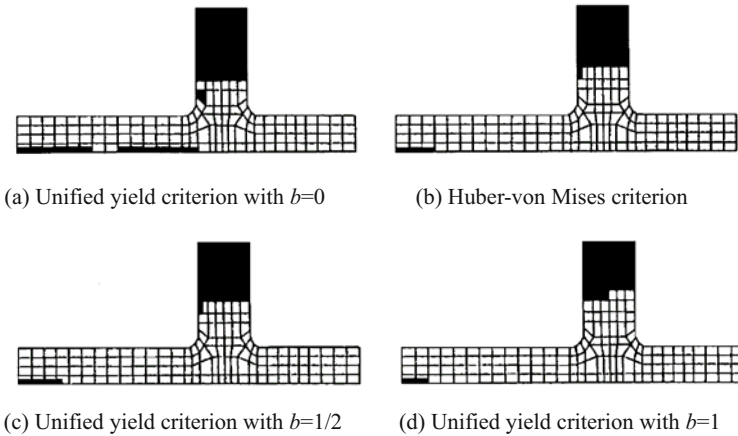 (a) Unified yield criterion with b=0
(b) Huber-von Mises criterion
(c) Unified yield criterion with b=1/2
(d) Unified yield criterion with b=1